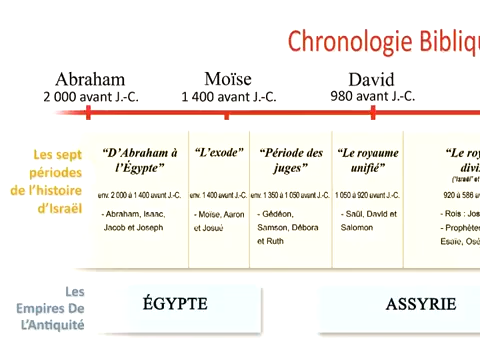 Chronologie Bibliqu
Abraham
2 000 avant J.-C.
Moïse
1 400 avant J.-C.
David
980 avant J.-C.
Les sept
périodes
de l'histoire
d'Israël
“D'Abraham à
l'Égypte”
env. 2 000 à 1 400 avant J.-C.
- Abraham, Isaac,
Jacob et Joseph
“L'exode”
env. 1 400 avant J.-C.
- Moïse, Aaron
et Josué
“Période des
juges”
env. 1 350 à 1 050 avant J.-C.
- Gédéon,
Samson, Débora
et Ruth
“Le royaume
unifié”
1 050 à 920 avant J.-C.
- Saül, David et
Salomon
“Le roy
divi
("Israël" et
920 à 586 av
- Rois : Jos
- Prophète
Esaïe, Osé
Les
Empires De
L'Antiquité
ÉGYPTE
ASSYRIE